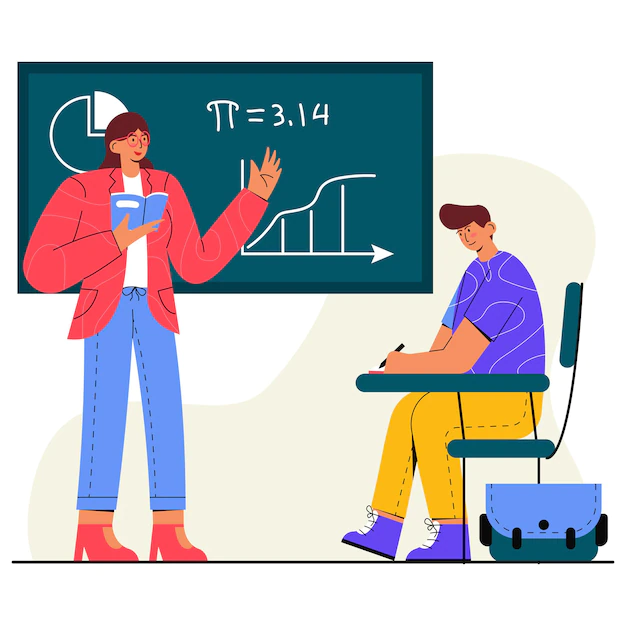 π = 3.14